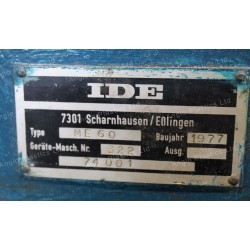 IDE
7301 Scharnhausen/Eßlingen
Type ME 60 Baujahr 1977
Geräte-Masch. Nr. 322 Ausg.
74.001